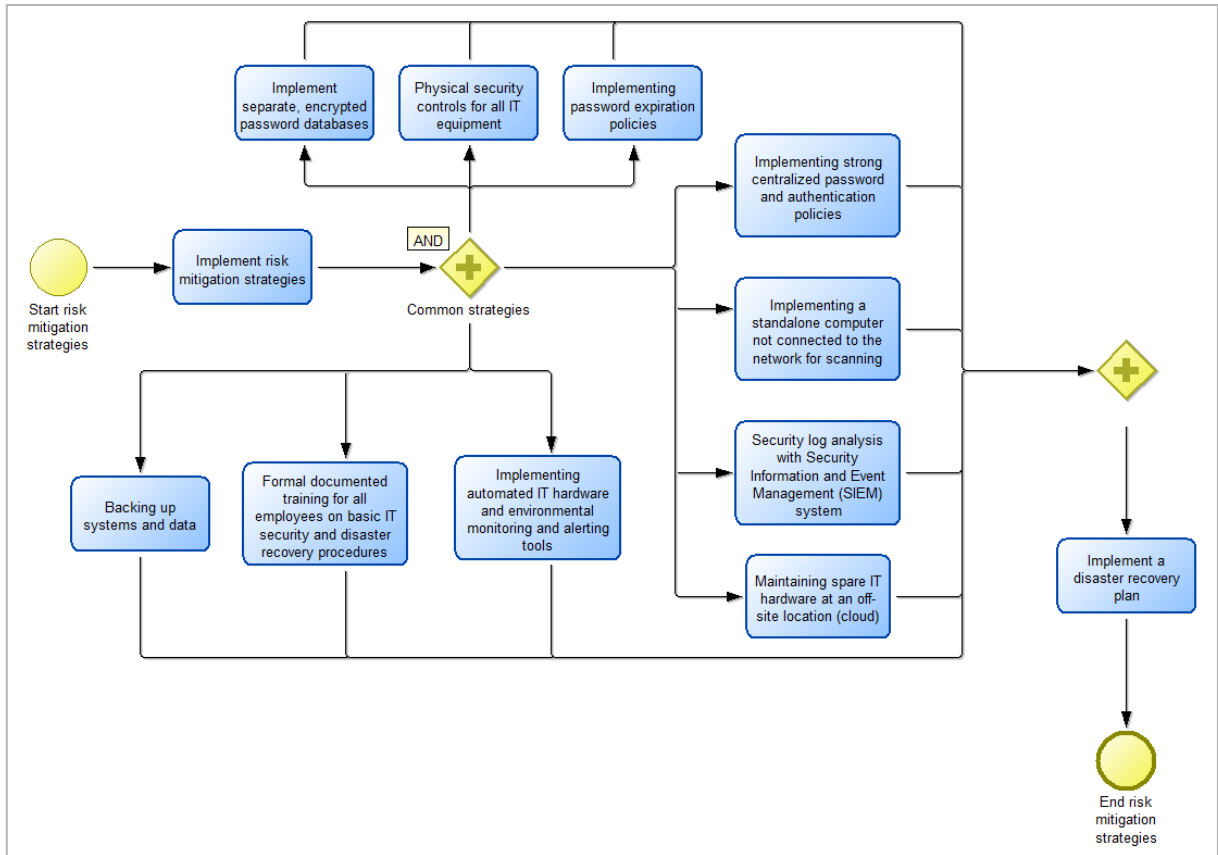 Implement
separate, encrypted
password databases
Physical security
controls for all IT
equipment
Implementing
password expiration
policies
Implementing strong
centralized password
and authentication
policies
AND
Implement risk
mitigation strategies
Start risk
mitigation
strategies
Common strategies
Implementing a
standalone computer
not connected to the
network for scanning
Security log analysis
with Security
Information and Event
Management (SIEM)
system
Backing up
systems and data
Formal documented
training for all
employees on basic IT
security and disaster
recovery procedures
Implementing
automated IT hardware
and environmental
monitoring and alerting
tools
Maintaining spare IT
hardware at an off-
site location (cloud)
Implement a
disaster recovery
plan
End risk
mitigation
strategies